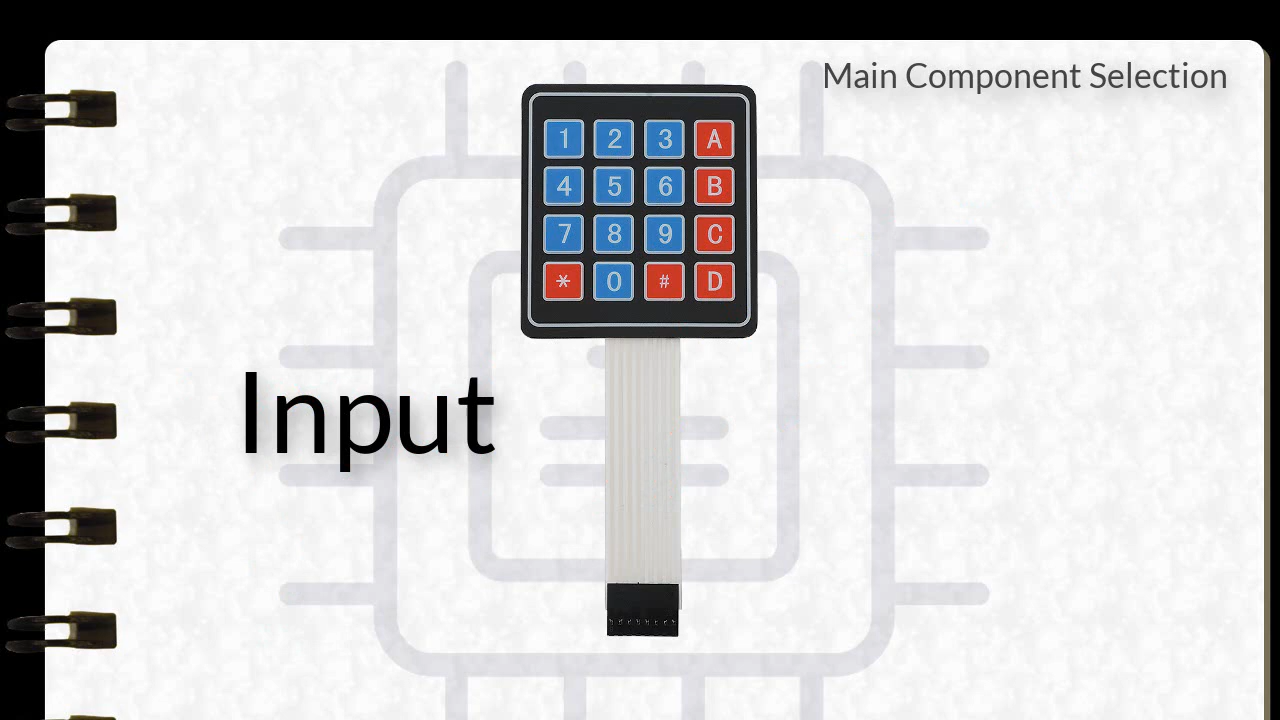 Main Component Selection
1 2 3 A
4 5 6 B
7 8 9 C
* 0 # D
Input